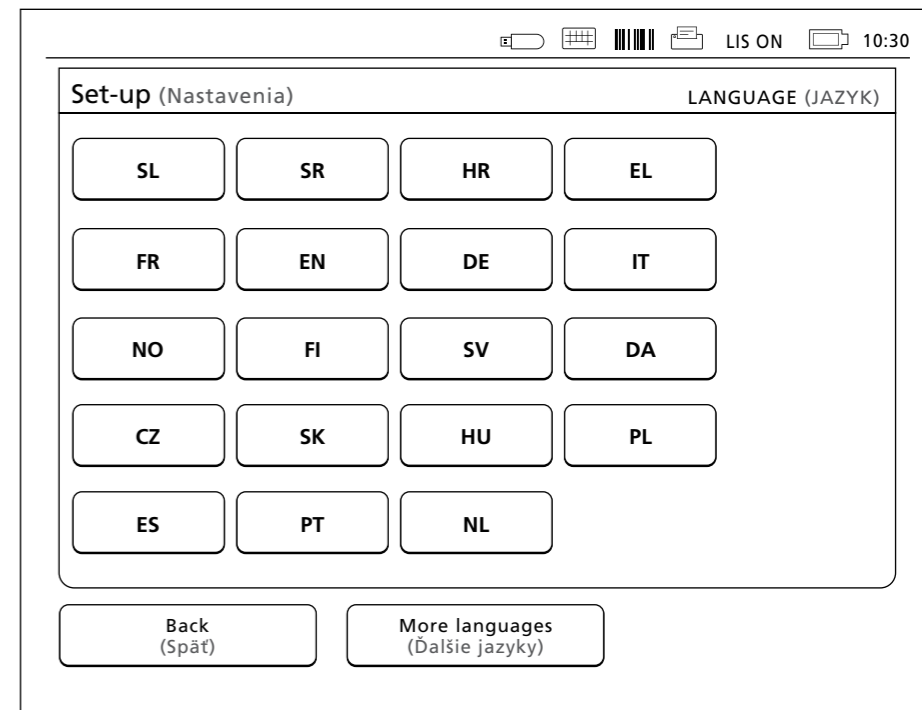 LIS ON 10:30
Set-up (Nastavenia) LANGUAGE (JAZYK)
SL SR HR EL
FR EN DE IT
NO FI SV DA
CZ SK HU PL
ES PT NL
Back More languages
(Späť) (Ďalšie jazyky)